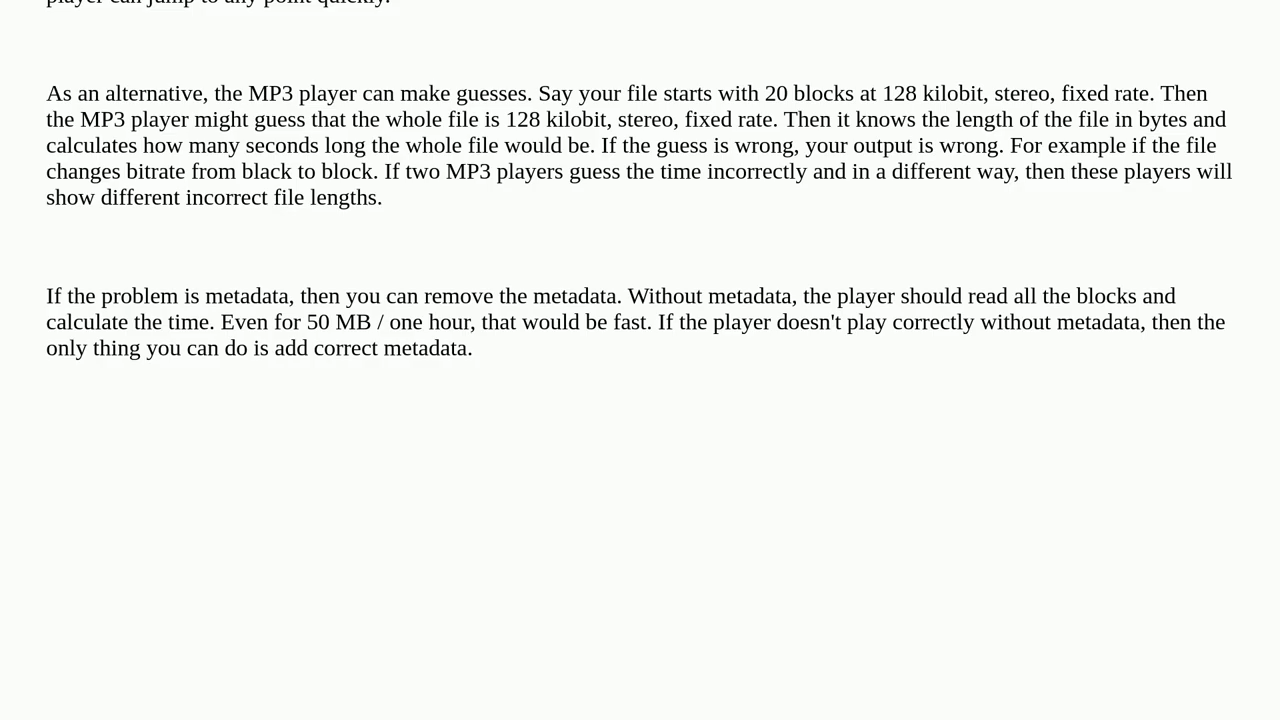 player can jump to any point quickly.
As an alternative, the MP3 player can make guesses. Say your file starts with 20 blocks at 128 kilobit, stereo, fixed rate. Then
the MP3 player might guess that the whole file is 128 kilobit, stereo, fixed rate. Then it knows the length of the file in bytes and
calculates how many seconds long the whole file would be. If the guess is wrong, your output is wrong. For example if the file
changes bitrate from black to block. If two MP3 players guess the time incorrectly and in a different way, then these players will
show different incorrect file lengths.
If the problem is metadata, then you can remove the metadata. Without metadata, the player should read all the blocks and
calculate the time. Even for 50 MB / one hour, that would be fast. If the player doesn't play correctly without metadata, then the
only thing you can do is add correct metadata.